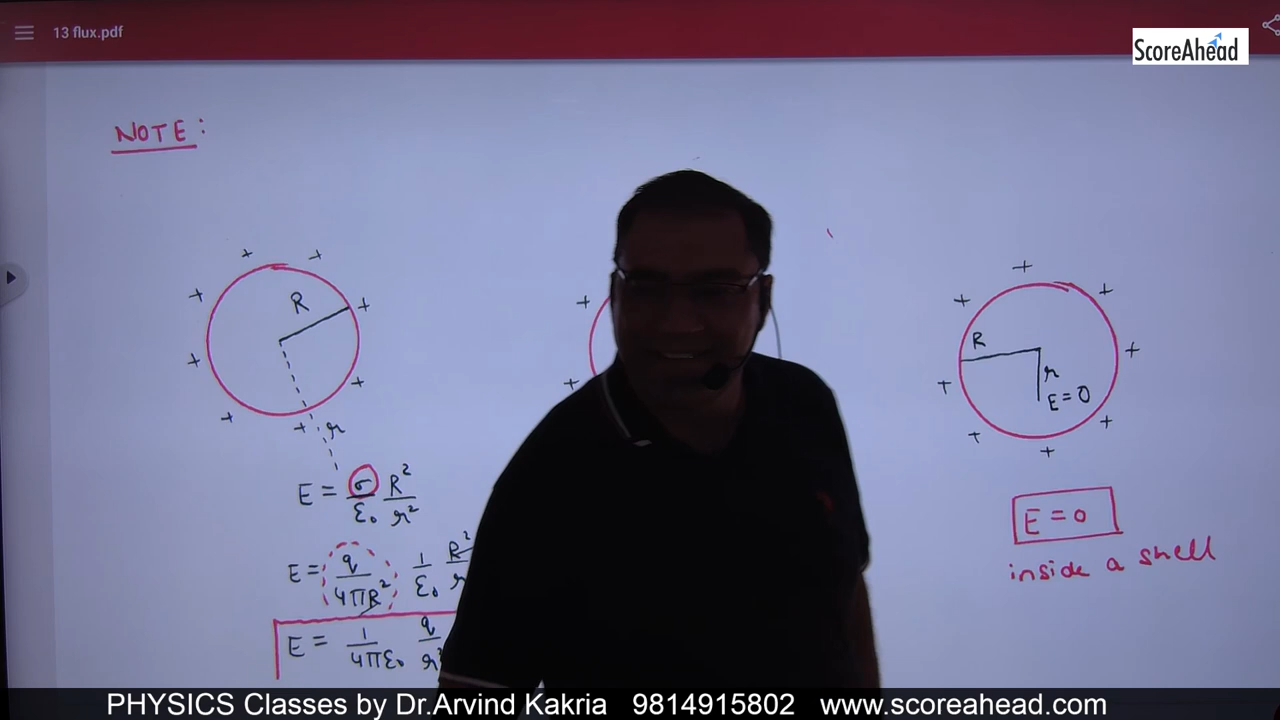 13 flux.pdf
ScoreAhead
NOTE:
+ + + + + + + + +
R
r
E = σ/ε₀ R²/r²
E = q/4πR² 1/ε₀ R²/r
E = 1/4πε₀ q/r²
+ +
+ + + + + + + + +
R
r
E = 0
E = 0
inside a shell
PHYSICS Classes by Dr.Arvind Kakria 9814915802 www.scoreahead.com